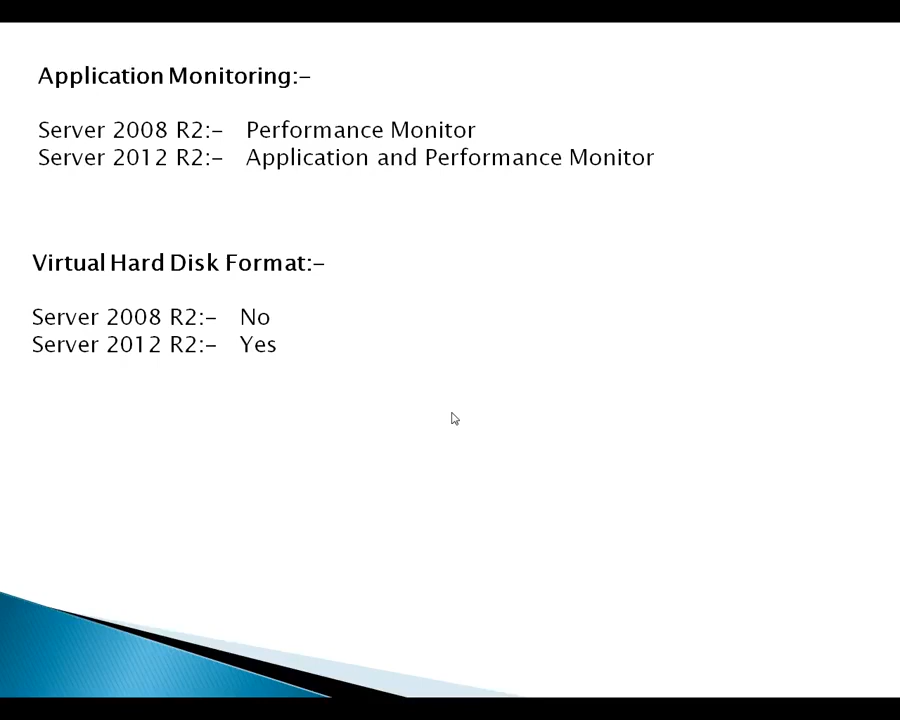 Application Monitoring:-
Server 2008 R2:- Performance Monitor
Server 2012 R2:- Application and Performance Monitor
Virtual Hard Disk Format:-
Server 2008 R2:- No
Server 2012 R2:- Yes